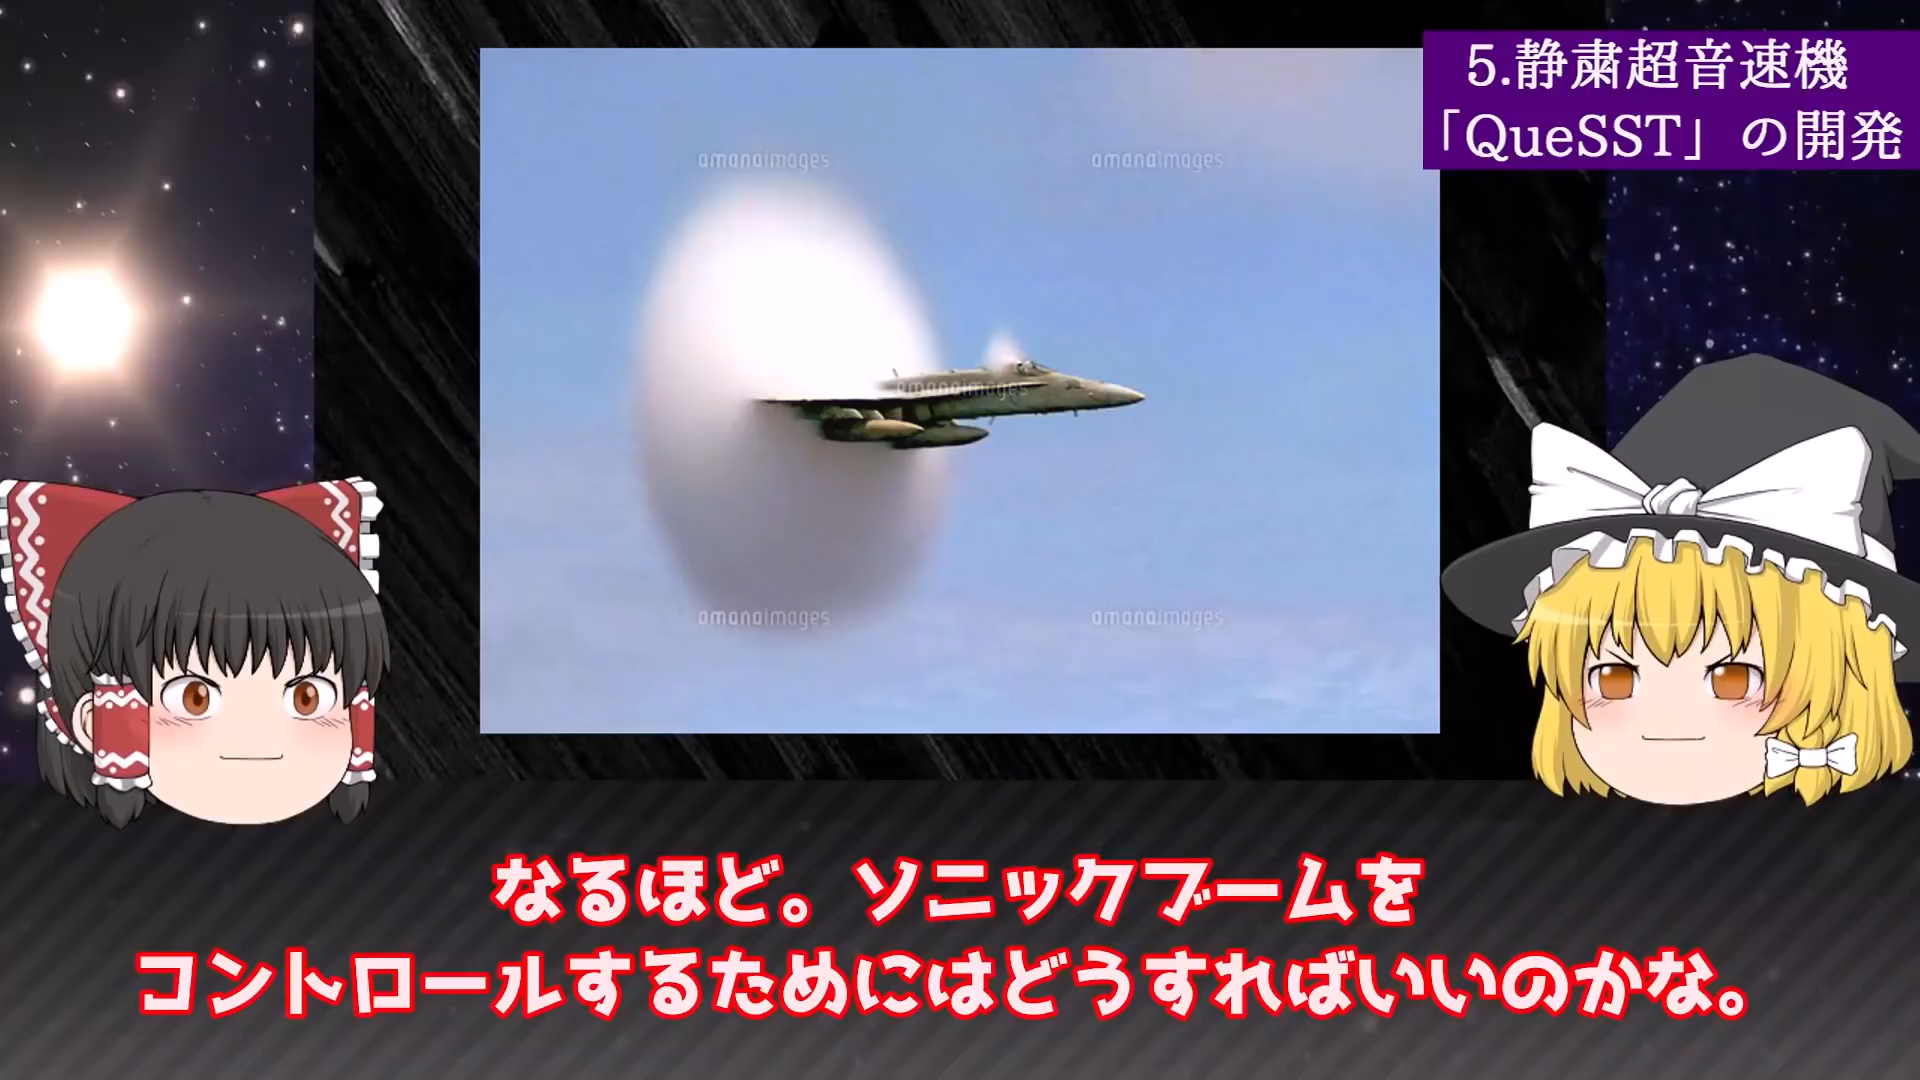 5.静粛超音速機
「QueSST」の開発
amanaimages
amanaimages
amanaimages
amanaimages
amanaimages
なるほど。ソニックブームを
コントロールするためにはどうすればいいのかな。